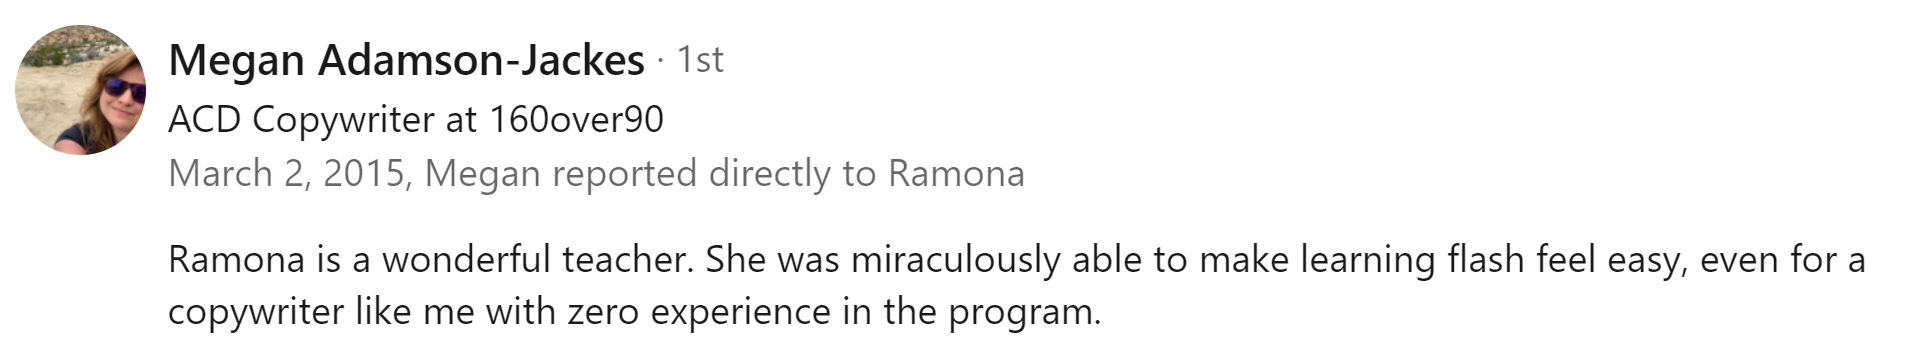 Megan Adamson-Jackes · 1st
ACD Copywriter at 160over90
March 2, 2015, Megan reported directly to Ramona
Ramona is a wonderful teacher. She was miraculously able to make learning flash feel easy, even for a
copywriter like me with zero experience in the program.